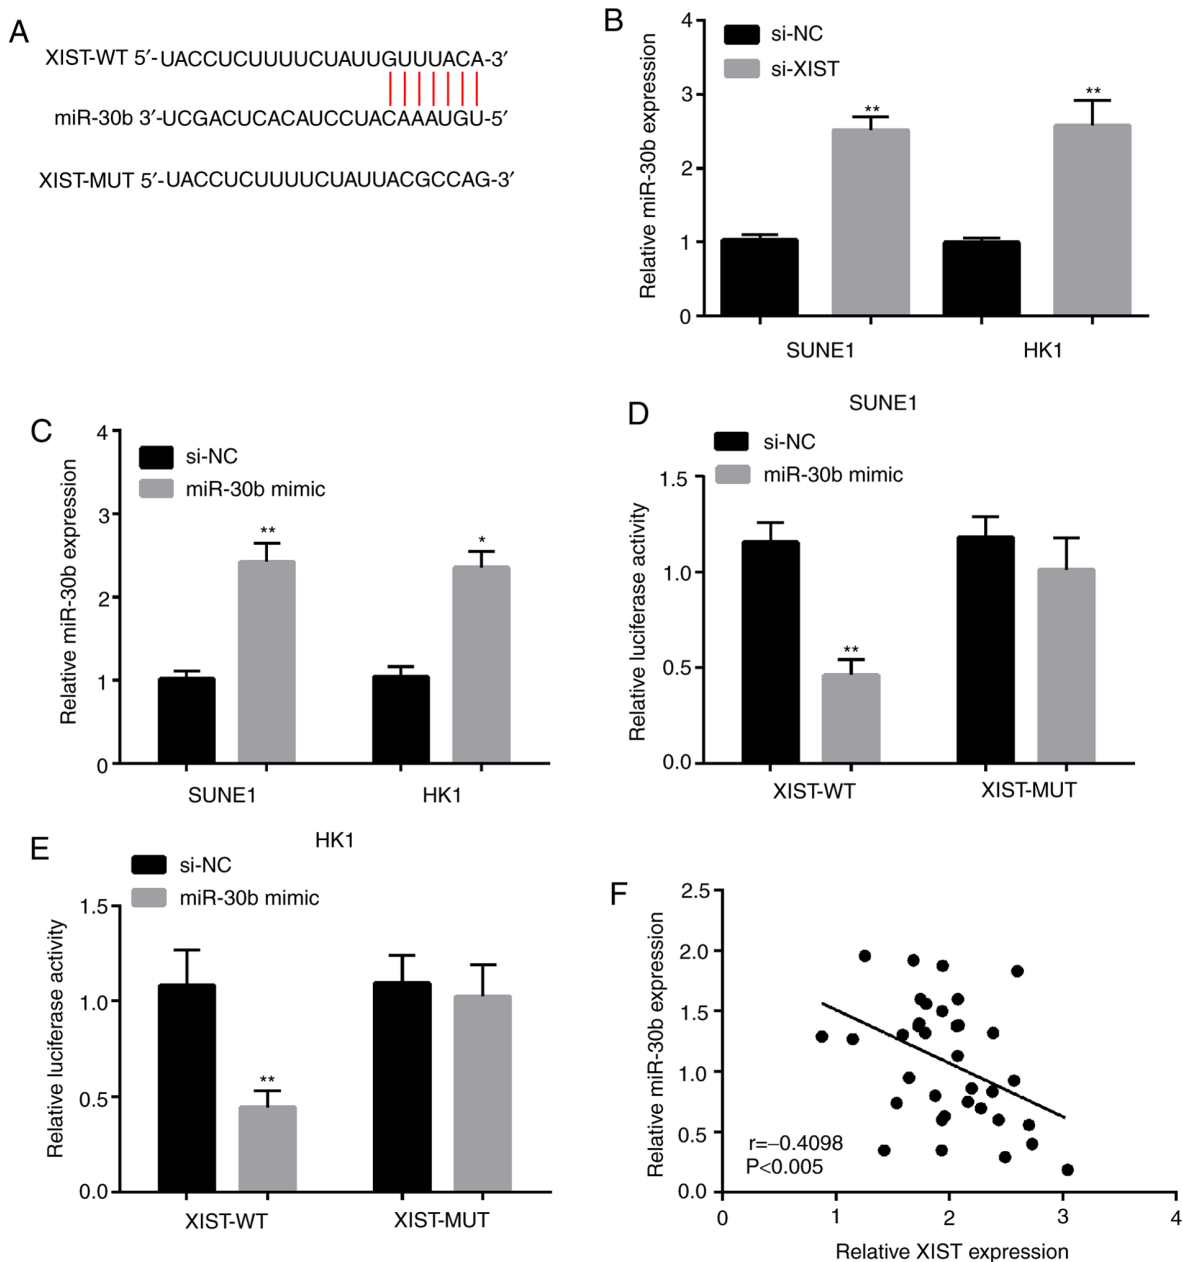 A
XIST-WT 5′-UACCUCUUUUCUAUUGUUUACA-3′
miR-30b 3′-UCGACUCACAUCCUACAAAUGU-5′
XIST-MUT 5′-UACCUCUUUUCUAUUACGCCAG-3′
B
si-NC
si-XIST
Relative miR-30b expression
4
3
2
1
0
**
**
SUNE1
HK1
C
si-NC
miR-30b mimic
Relative miR-30b expression
4
3
2
1
0
**
*
SUNE1
HK1
D
SUNE1
si-NC
miR-30b mimic
Relative luciferase activity
1.5
1.0
0.5
0.0
**
XIST-WT
XIST-MUT
E
HK1
si-NC
miR-30b mimic
Relative luciferase activity
1.5
1.0
0.5
0.0
**
XIST-WT
XIST-MUT
F
Relative miR-30b expression
2.5
2.0
1.5
1.0
0.5
0.0
r=−0.4098
P<0.005
0
1
2
3
4
Relative XIST expression